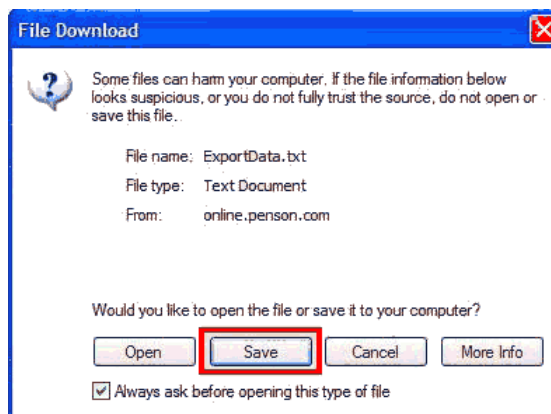 File Download
Some files can harm your computer. If the file information below
looks suspicious, or you do not fully trust the source, do not open or
save this file.
File name: ExportData.txt
File type: Text Document
From: online.penson.com
Would you like to open the file or save it to your computer?
Open Save Cancel More Info
Always ask before opening this type of file